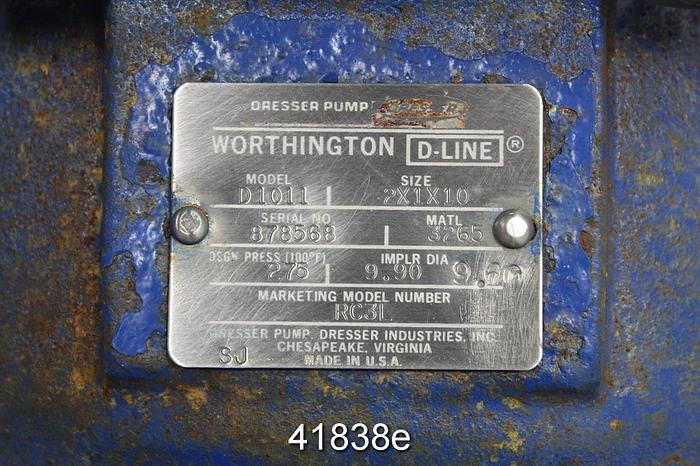 DRESSER PUMP
WORTHINGTON D-LINE ®
MODEL SIZE
D1011 2X1X10
SERIAL NO MATL
878568 3265
DSGN PRESS (100°F) IMPLR DIA
275 9.90 9.60
MARKETING MODEL NUMBER
RC3L
DRESSER PUMP, DRESSER INDUSTRIES, INC.
CHESAPEAKE, VIRGINIA
SJ MADE IN U.S.A.
41838e